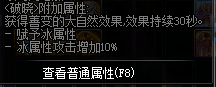 <破晓>附加属性:
获得善变的大自然效果,效果持续30秒。
- 赋予冰属性
- 冰属性攻击增加10%
查看普通属性(F8)